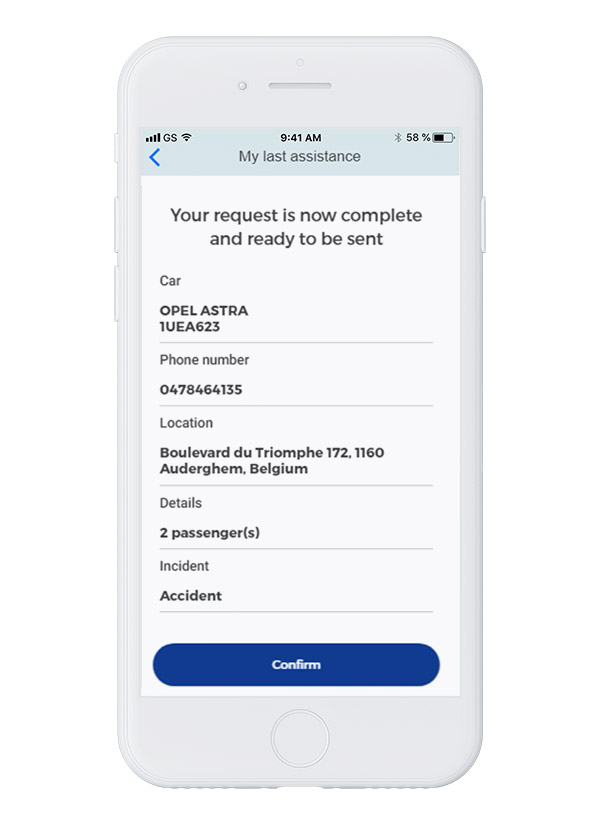 GS 9:41 AM 58 %
My last assistance
Your request is now complete
and ready to be sent
Car
OPEL ASTRA
1UEA623
Phone number
0478464135
Location
Boulevard du Triomphe 172, 1160
Auderghem, Belgium
Details
2 passenger(s)
Incident
Accident
Confirm